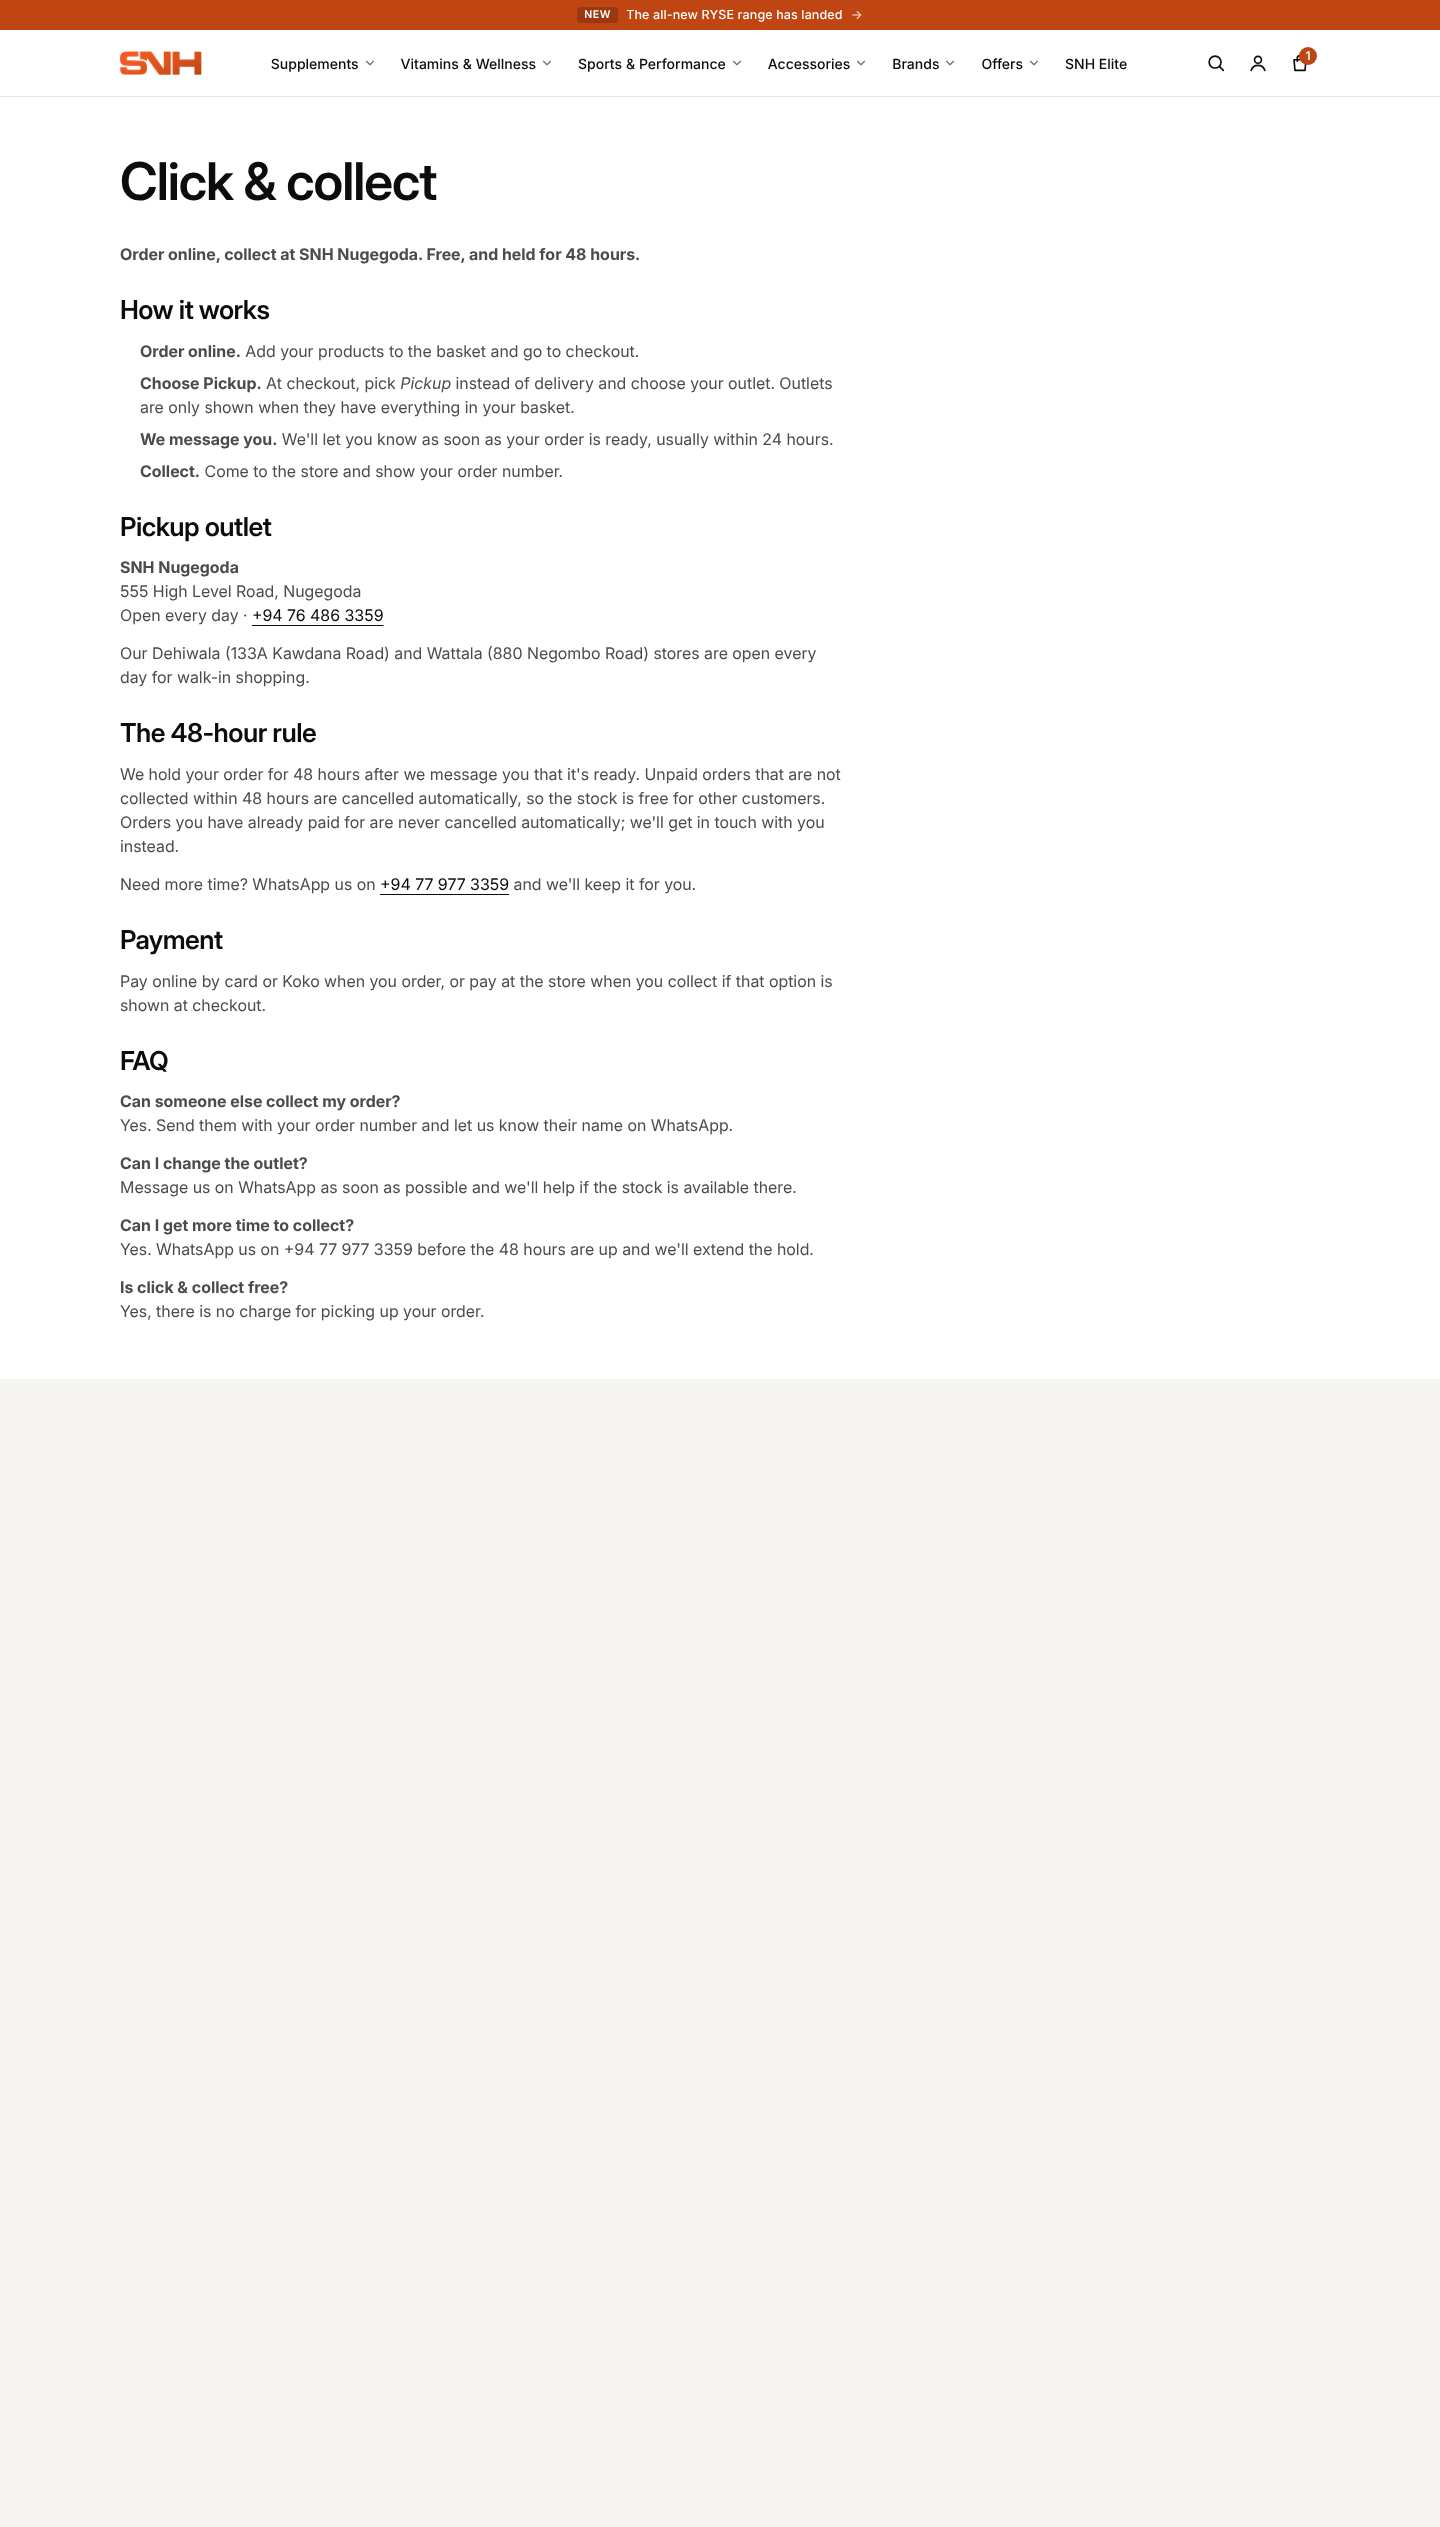 NEW The all-new RYSE range has landed →
SNH
Supplements Vitamins & Wellness Sports & Performance Accessories Brands Offers SNH Elite
1
Click & collect
Order online, collect at SNH Nugegoda. Free, and held for 48 hours.
How it works
Order online. Add your products to the basket and go to checkout.
Choose Pickup. At checkout, pick Pickup instead of delivery and choose your outlet. Outlets
are only shown when they have everything in your basket.
We message you. We'll let you know as soon as your order is ready, usually within 24 hours.
Collect. Come to the store and show your order number.
Pickup outlet
SNH Nugegoda
555 High Level Road, Nugegoda
Open every day · +94 76 486 3359
Our Dehiwala (133A Kawdana Road) and Wattala (880 Negombo Road) stores are open every
day for walk-in shopping.
The 48-hour rule
We hold your order for 48 hours after we message you that it's ready. Unpaid orders that are not
collected within 48 hours are cancelled automatically, so the stock is free for other customers.
Orders you have already paid for are never cancelled automatically; we'll get in touch with you
instead.
Need more time? WhatsApp us on +94 77 977 3359 and we'll keep it for you.
Payment
Pay online by card or Koko when you order, or pay at the store when you collect if that option is
shown at checkout.
FAQ
Can someone else collect my order?
Yes. Send them with your order number and let us know their name on WhatsApp.
Can I change the outlet?
Message us on WhatsApp as soon as possible and we'll help if the stock is available there.
Can I get more time to collect?
Yes. WhatsApp us on +94 77 977 3359 before the 48 hours are up and we'll extend the hold.
Is click & collect free?
Yes, there is no charge for picking up your order.